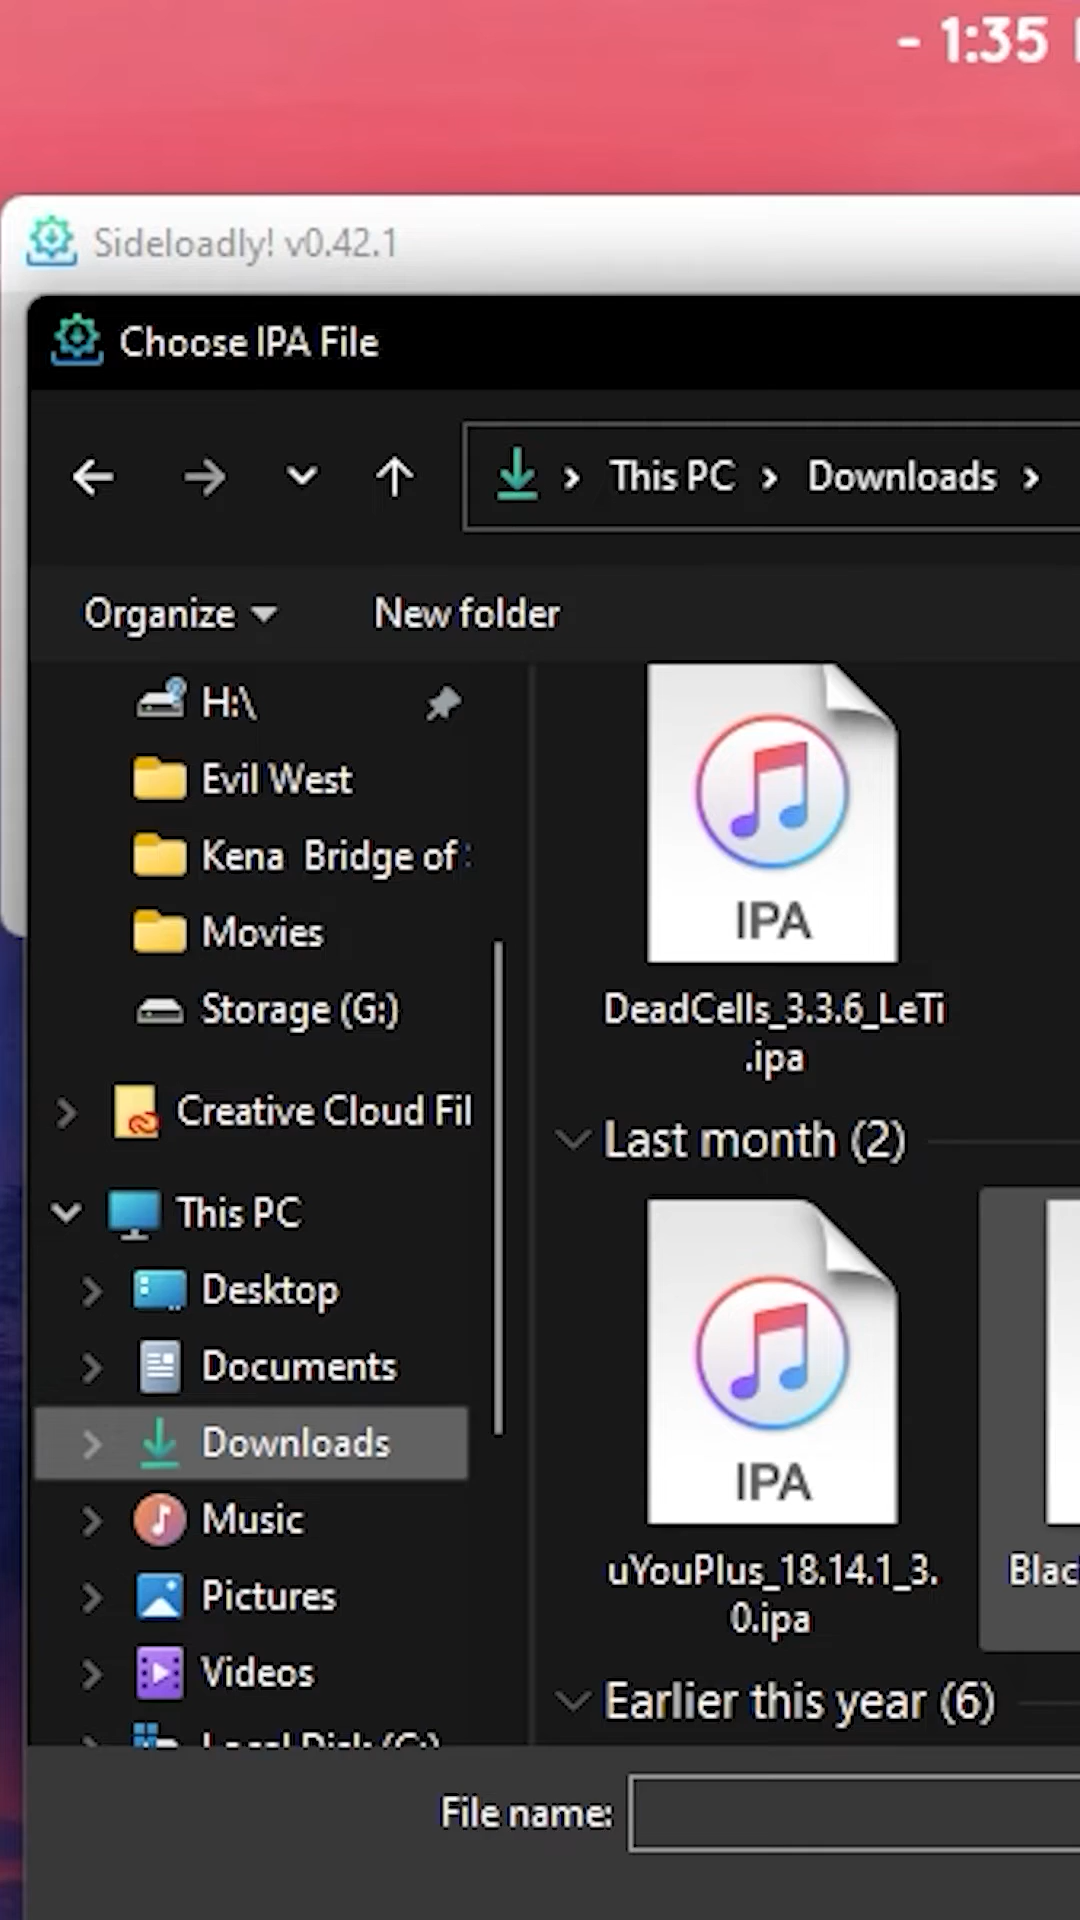 - 1:35
Sideloadly! v0.42.1
Choose IPA File
This PC
Downloads
Organize
New folder
H:\
Evil West
Kena Bridge of
Movies
Storage (G:)
Creative Cloud Fil
This PC
Desktop
Documents
Downloads
Music
Pictures
Videos
Local Disk (C:)
IPA
DeadCells_3.3.6_LeTi
.ipa
Last month (2)
IPA
uYouPlus_18.14.1_3.
0.ipa
Blac
Earlier this year (6)
File name: